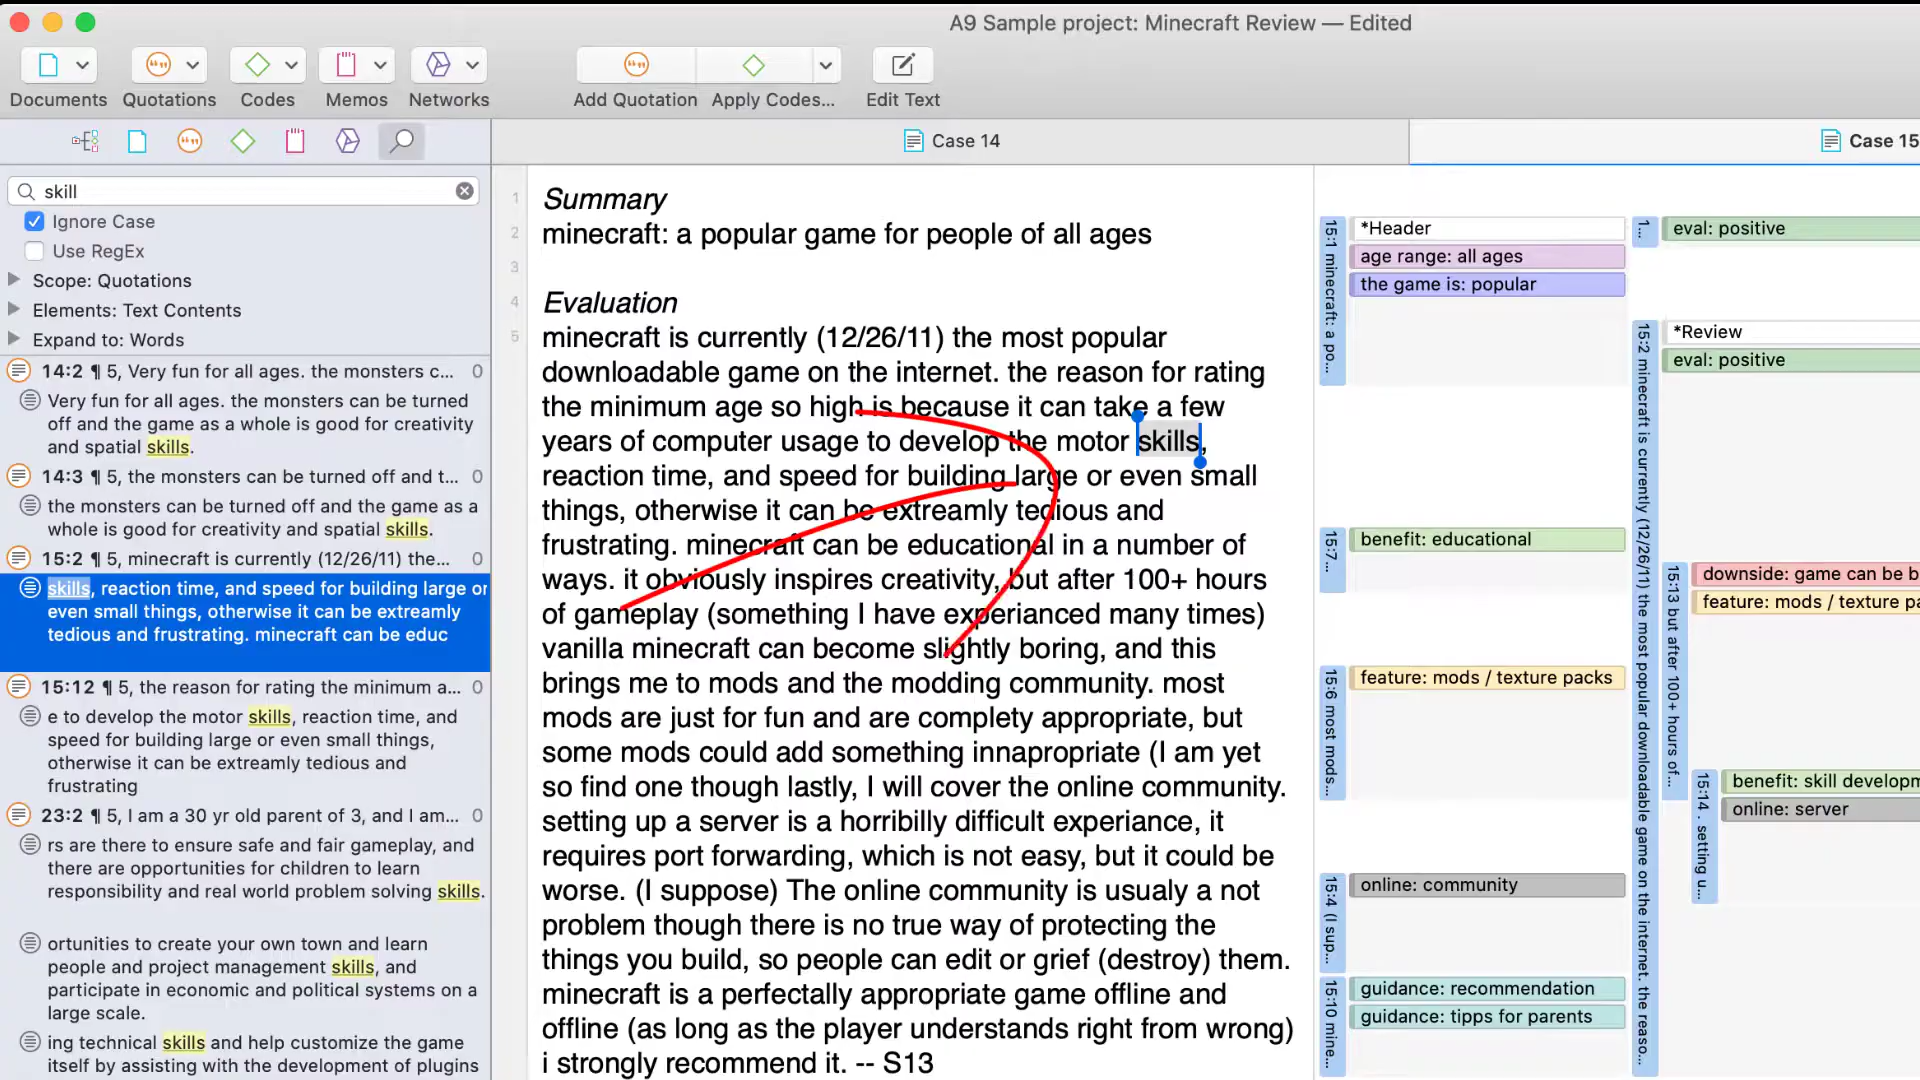 A9 Sample project: Minecraft Review — Edited
Documents
Quotations
Codes
Memos
Networks
Add Quotation
Apply Codes...
Edit Text
Case 14
Case 15
skill
Ignore Case
Use RegEx
Scope: Quotations
Elements: Text Contents
Expand to: Words
14:2 ¶ 5, Very fun for all ages. the monsters c... 0
Very fun for all ages. the monsters can be turned
off and the game as a whole is good for creativity
and spatial skills.
14:3 ¶ 5, the monsters can be turned off and t... 0
the monsters can be turned off and the game as a
whole is good for creativity and spatial skills.
15:2 ¶ 5, minecraft is currently (12/26/11) the... 0
skills, reaction time, and speed for building large or
even small things, otherwise it can be extreamly
tedious and frustrating. minecraft can be educ
15:12 ¶ 5, the reason for rating the minimum a... 0
e to develop the motor skills, reaction time, and
speed for building large or even small things,
otherwise it can be extreamly tedious and
frustrating
23:2 ¶ 5, I am a 30 yr old parent of 3, and I am... 0
rs are there to ensure safe and fair gameplay, and
there are opportunities for children to learn
responsibility and real world problem solving skills.
ortunities to create your own town and learn
people and project management skills, and
participate in economic and political systems on a
large scale.
ing technical skills and help customize the game
itself by assisting with the development of plugins
1
2
3
4
5
Summary
minecraft: a popular game for people of all ages
Evaluation
minecraft is currently (12/26/11) the most popular
downloadable game on the internet. the reason for rating
the minimum age so high is because it can take a few
years of computer usage to develop the motor skills,
reaction time, and speed for building large or even small
things, otherwise it can be extreamly tedious and
frustrating. minecraft can be educational in a number of
ways. it obviously inspires creativity, but after 100+ hours
of gameplay (something I have experianced many times)
vanilla minecraft can become slightly boring, and this
brings me to mods and the modding community. most
mods are just for fun and are complety appropriate, but
some mods could add something innapropriate (I am yet
so find one though lastly, I will cover the online community.
setting up a server is a horribilly difficult experiance, it
requires port forwarding, which is not easy, but it could be
worse. (I suppose) The online community is usualy a not
problem though there is no true way of protecting the
things you build, so people can edit or grief (destroy) them.
minecraft is a perfectally appropriate game offline and
offline (as long as the player understands right from wrong)
i strongly recommend it. -- S13
15:1 minecraft: a po...
*Header
age range: all ages
the game is: popular
1...
eval: positive
15:2 minecraft is currently (12/26/11) the most popular downloadable game on the internet. the reaso...
*Review
eval: positive
15:7...
benefit: educational
15:13 but after 100+ hours of...
downside: game can be b
feature: mods / texture pa
15:6 most mods...
feature: mods / texture packs
15:14 . setting u...
benefit: skill developm
online: server
15:4 (I sup...
online: community
15:10 mine...
guidance: recommendation
guidance: tipps for parents